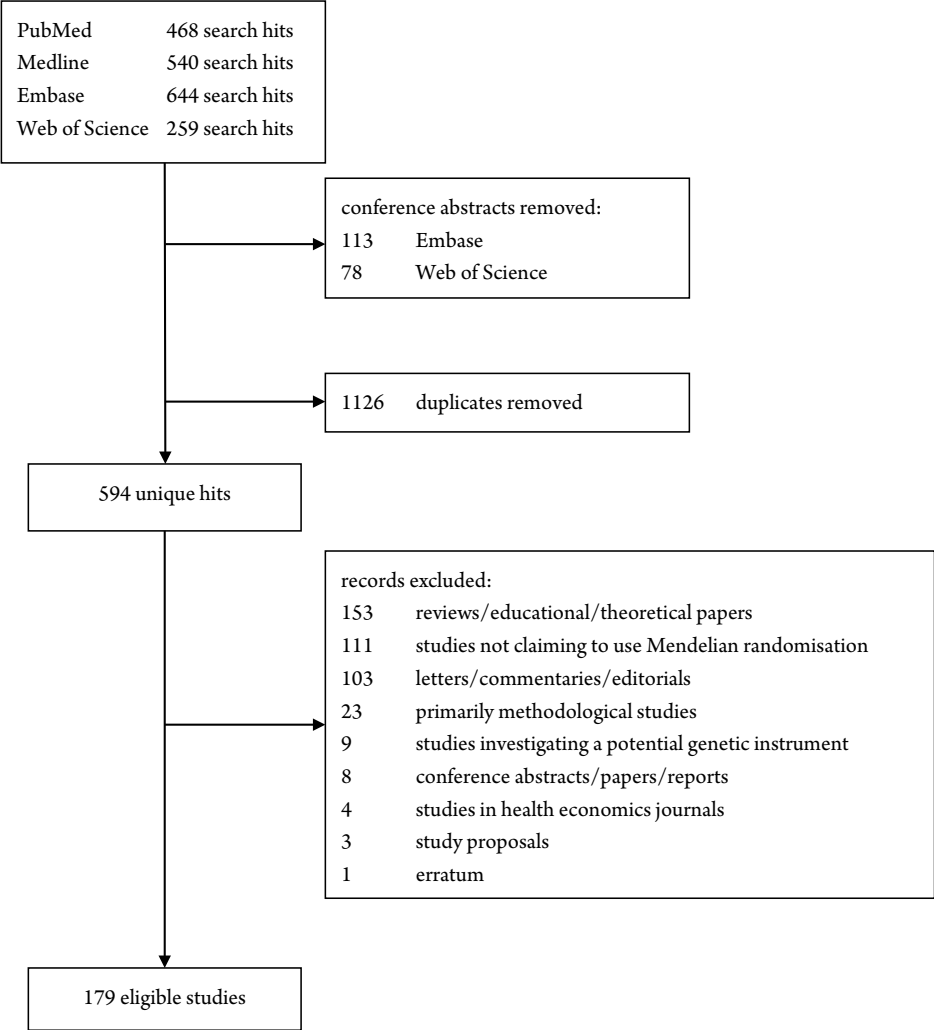 PubMed 468 search hits
Medline 540 search hits
Embase 644 search hits
Web of Science 259 search hits
conference abstracts removed:
113 Embase
78 Web of Science
1126 duplicates removed
594 unique hits
records excluded:
153 reviews/educational/theoretical papers
111 studies not claiming to use Mendelian randomisation
103 letters/commentaries/editorials
23 primarily methodological studies
9 studies investigating a potential genetic instrument
8 conference abstracts/papers/reports
4 studies in health economics journals
3 study proposals
1 erratum
179 eligible studies